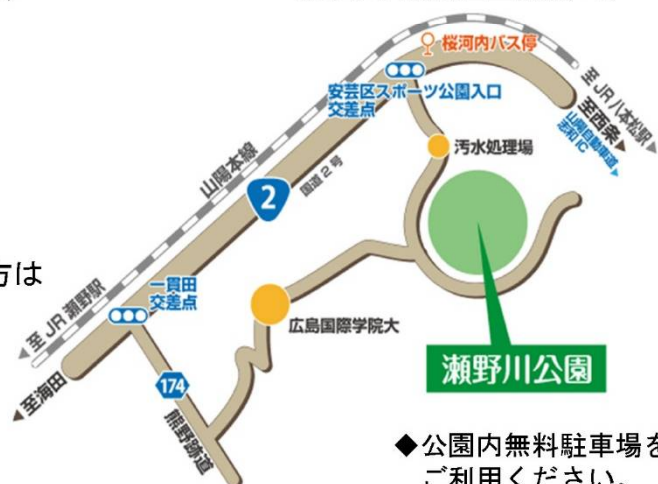 桜河内バス停
安芸区スポーツ公園入口
交差点
至JR八本松駅
至西条
山陽自動車道
志和IC
汚水処理場
山陽本線
国道2号
2
方は
一貫田
交差点
至JR瀬野駅
広島国際学院大
瀬野川公園
至海田
174
熊野跡道
◆公園内無料駐車場を
ご利用ください。